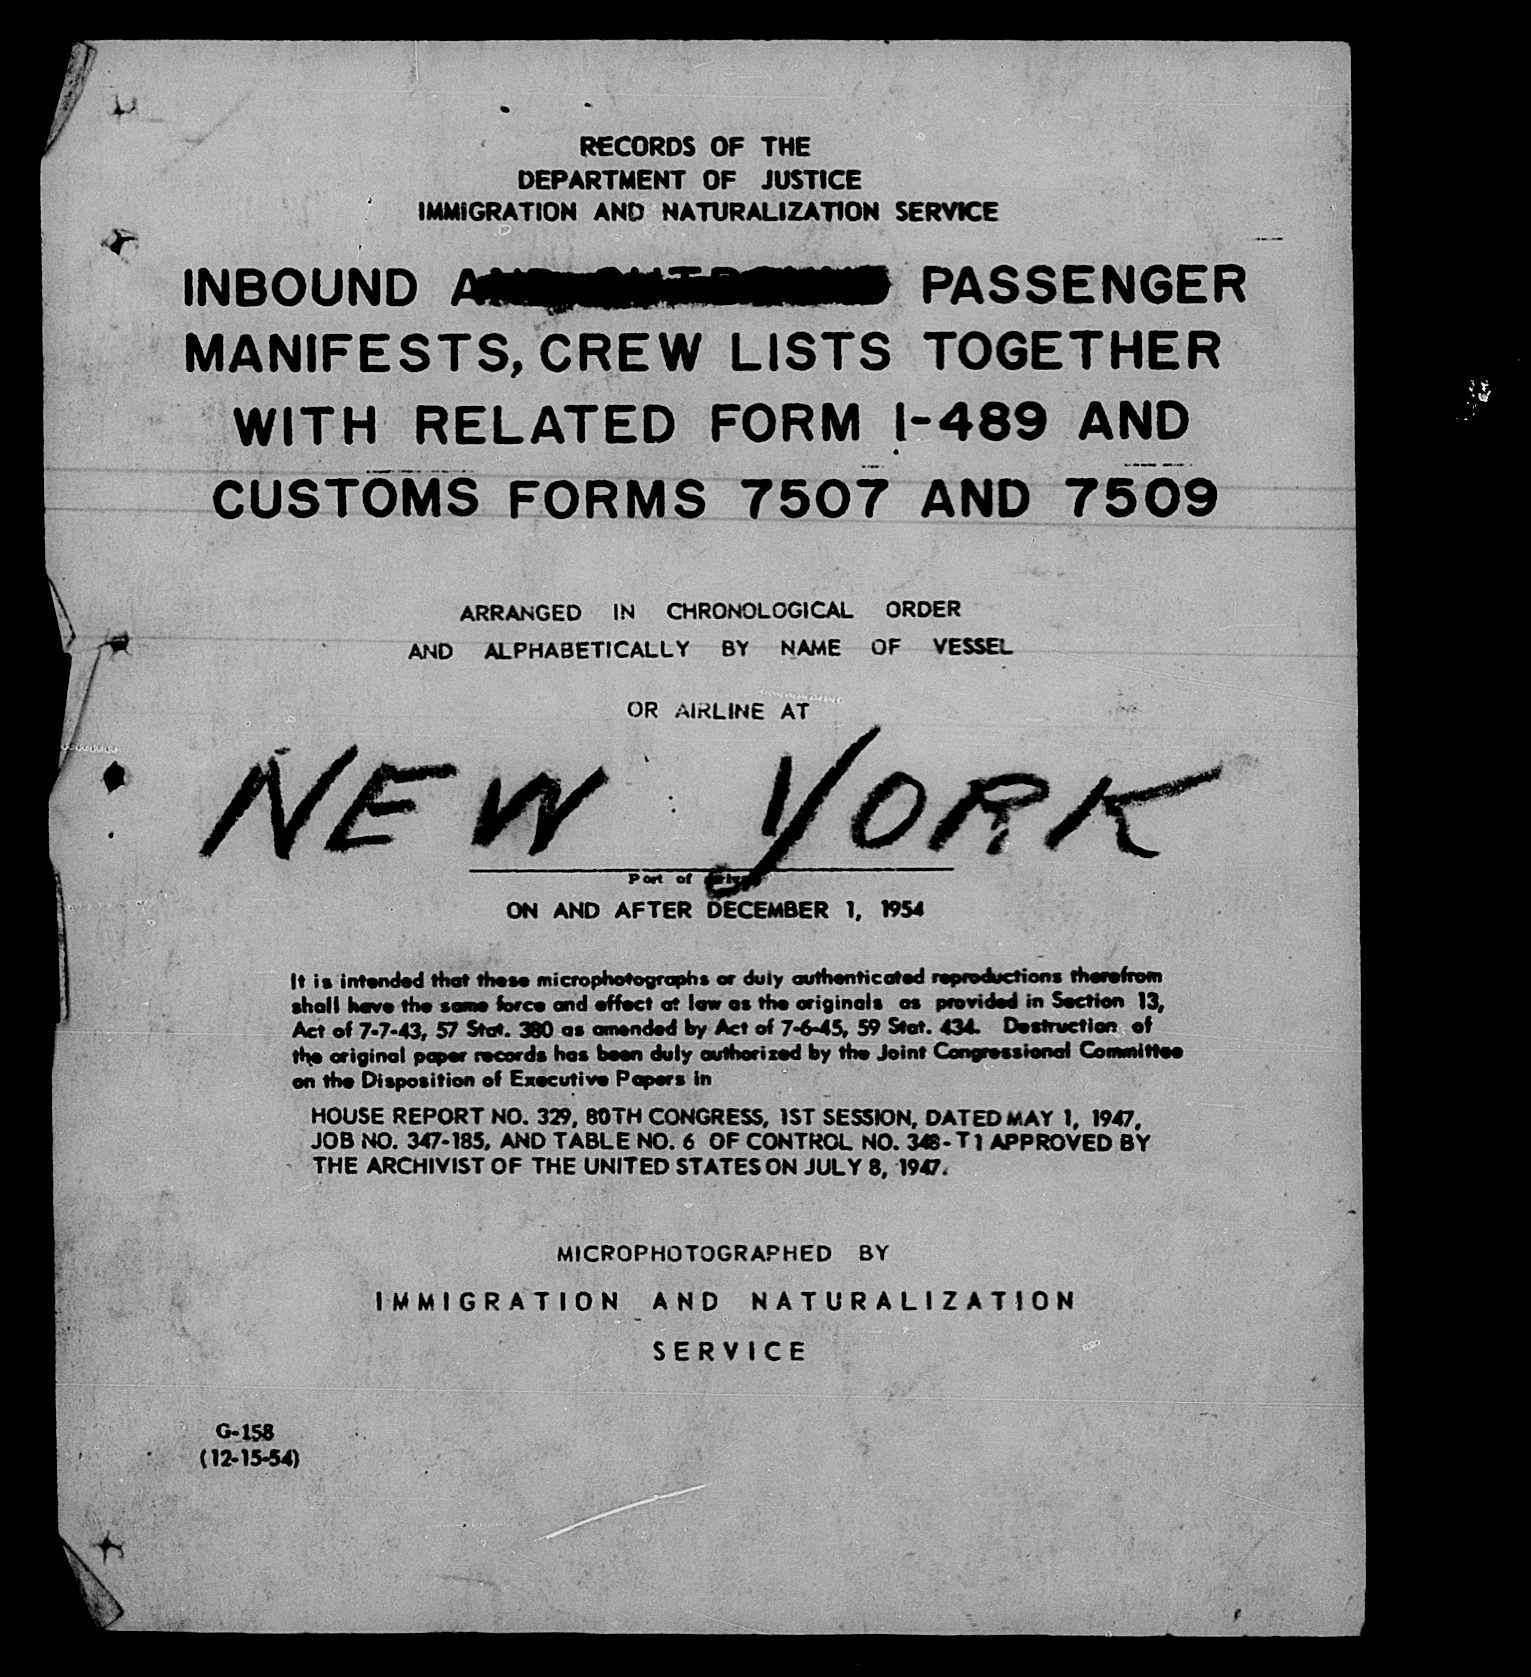 RECORDS OF THE
DEPARTMENT OF JUSTICE
IMMIGRATION AND NATURALIZATION SERVICE
INBOUND PASSENGER
MANIFESTS, CREW LISTS TOGETHER
WITH RELATED FORM I-489 AND
CUSTOMS FORMS 7507 AND 7509
ARRANGED IN CHRONOLOGICAL ORDER
AND ALPHABETICALLY BY NAME OF VESSEL
OR AIRLINE AT
NEW YORK
Port of
ON AND AFTER DECEMBER 1, 1954
It is intended that these microphotographs or duly authenticated reproductions therefrom
shall have the same force and effect at law as the originals as provided in Section 13,
Act of 7-7-43, 57 Stat. 380 as amended by Act of 7-6-45, 59 Stat. 434. Destruction of
the original paper records has been duly authorized by the Joint Congressional Committee
on the Disposition of Executive Papers in
HOUSE REPORT NO. 329, 80TH CONGRESS, 1ST SESSION, DATED MAY 1, 1947,
JOB NO. 347-185, AND TABLE NO. 6 OF CONTROL NO. 348-T1 APPROVED BY
THE ARCHIVIST OF THE UNITED STATES ON JULY 8, 1947.
MICROPHOTOGRAPHED BY
IMMIGRATION AND NATURALIZATION
SERVICE
G-158
(12-15-54)